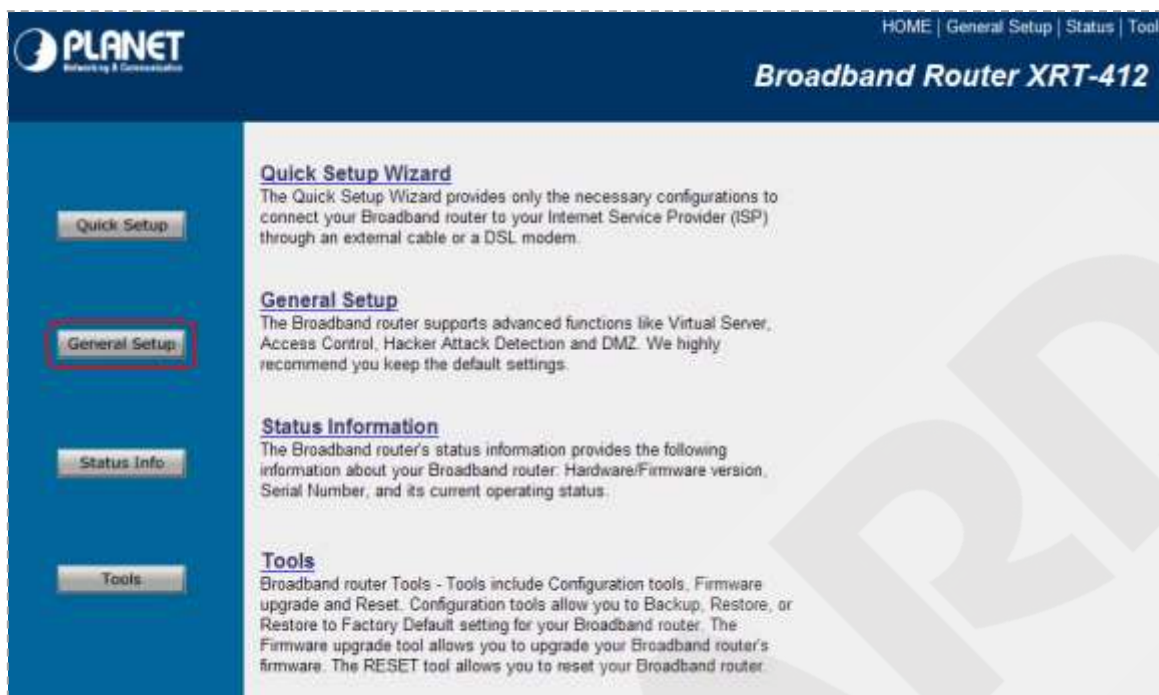 PLANET
Networking & Communication
HOME | General Setup | Status | Tool
Broadband Router XRT-412
Quick Setup
General Setup
Status Info
Tools
Quick Setup Wizard
The Quick Setup Wizard provides only the necessary configurations to
connect your Broadband router to your Internet Service Provider (ISP)
through an external cable or a DSL modem.
General Setup
The Broadband router supports advanced functions like Virtual Server,
Access Control, Hacker Attack Detection and DMZ. We highly
recommend you keep the default settings.
Status Information
The Broadband router's status information provides the following
information about your Broadband router: Hardware/Firmware version,
Serial Number, and its current operating status.
Tools
Broadband router Tools - Tools include Configuration tools, Firmware
upgrade and Reset. Configuration tools allow you to Backup, Restore, or
Restore to Factory Default setting for your Broadband router. The
Firmware upgrade tool allows you to upgrade your Broadband router's
firmware. The RESET tool allows you to reset your Broadband router.